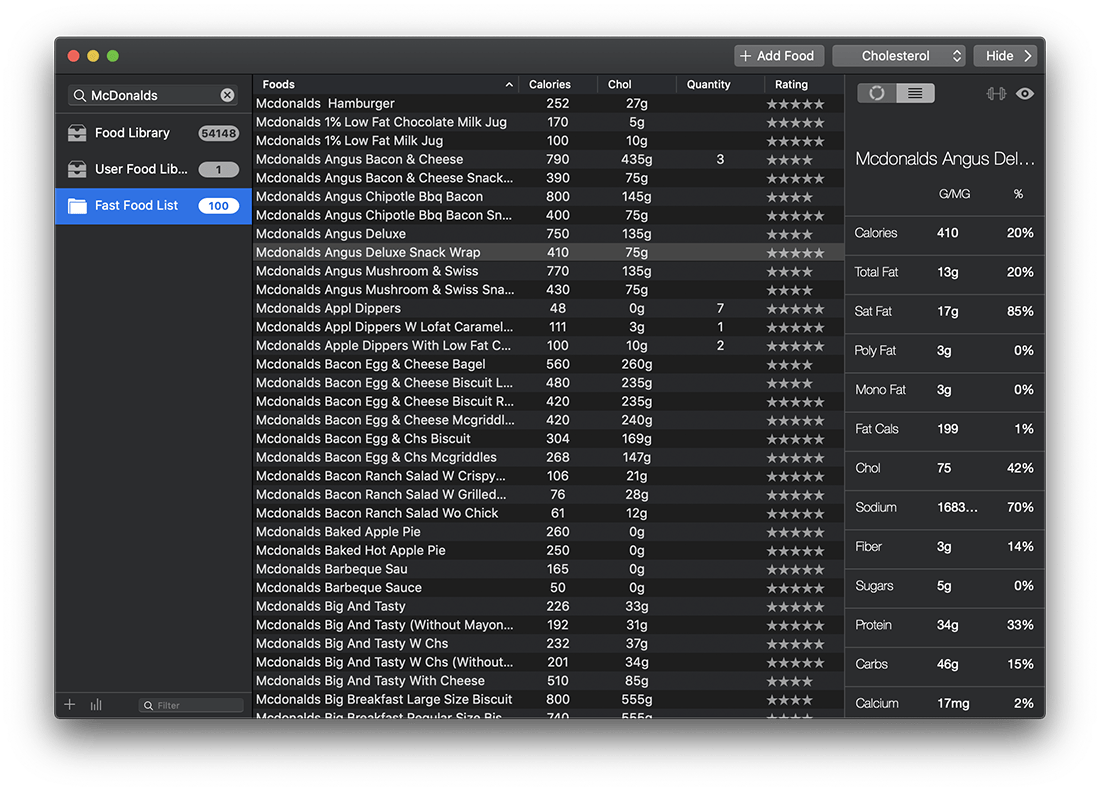 + Add Food Cholesterol Hide
McDonalds
Food Library 54148
User Food Lib... 1
Fast Food List 100
Filter
Foods Calories Chol Quantity Rating
Mcdonalds  Hamburger 252 27g ★★★★★
Mcdonalds 1% Low Fat Chocolate Milk Jug 170 5g ★★★★★
Mcdonalds 1% Low Fat Milk Jug 100 10g ★★★★★
Mcdonalds Angus Bacon & Cheese 790 435g 3 ★★★★
Mcdonalds Angus Bacon & Cheese Snack... 390 75g ★★★★★
Mcdonalds Angus Chipotle Bbq Bacon 800 145g ★★★★
Mcdonalds Angus Chipotle Bbq Bacon Sn... 400 75g ★★★★★
Mcdonalds Angus Deluxe 750 135g ★★★★
Mcdonalds Angus Deluxe Snack Wrap 410 75g ★★★★★
Mcdonalds Angus Mushroom & Swiss 770 135g ★★★★
Mcdonalds Angus Mushroom & Swiss Sna... 430 75g ★★★★
Mcdonalds Appl Dippers 48 0g 7 ★★★★★
Mcdonalds Appl Dippers W Lofat Caramel... 111 3g 1 ★★★★★
Mcdonalds Apple Dippers With Low Fat C... 100 10g 2 ★★★★★
Mcdonalds Bacon Egg & Cheese Bagel 560 260g ★★★★
Mcdonalds Bacon Egg & Cheese Biscuit L... 480 235g ★★★★
Mcdonalds Bacon Egg & Cheese Biscuit R... 420 235g ★★★★★
Mcdonalds Bacon Egg & Cheese Mcgriddl... 420 240g ★★★★★
Mcdonalds Bacon Egg & Chs Biscuit 304 169g ★★★★★
Mcdonalds Bacon Egg & Chs Mcgriddles 268 147g ★★★★★
Mcdonalds Bacon Ranch Salad W Crispy... 106 21g ★★★★★
Mcdonalds Bacon Ranch Salad W Grilled... 76 28g ★★★★★
Mcdonalds Bacon Ranch Salad Wo Chick 61 12g ★★★★★
Mcdonalds Baked Apple Pie 260 0g ★★★★★
Mcdonalds Baked Hot Apple Pie 250 0g ★★★★★
Mcdonalds Barbeque Sau 165 0g ★★★★★
Mcdonalds Barbeque Sauce 50 0g ★★★★★
Mcdonalds Big And Tasty 226 33g ★★★★★
Mcdonalds Big And Tasty (Without Mayon... 192 31g ★★★★★
Mcdonalds Big And Tasty W Chs 232 37g ★★★★★
Mcdonalds Big And Tasty W Chs (Without... 201 34g ★★★★★
Mcdonalds Big And Tasty With Cheese 510 85g ★★★★
Mcdonalds Big Breakfast Large Size Biscuit 800 555g ★★★★
Mcdonalds Big Breakfast Regular Size Bis... 740 555g ★★★★
Mcdonalds Angus Del...
G/MG %
Calories 410 20%
Total Fat 13g 20%
Sat Fat 17g 85%
Poly Fat 3g 0%
Mono Fat 3g 0%
Fat Cals 199 1%
Chol 75 42%
Sodium 1683... 70%
Fiber 3g 14%
Sugars 5g 0%
Protein 34g 33%
Carbs 46g 15%
Calcium 17mg 2%